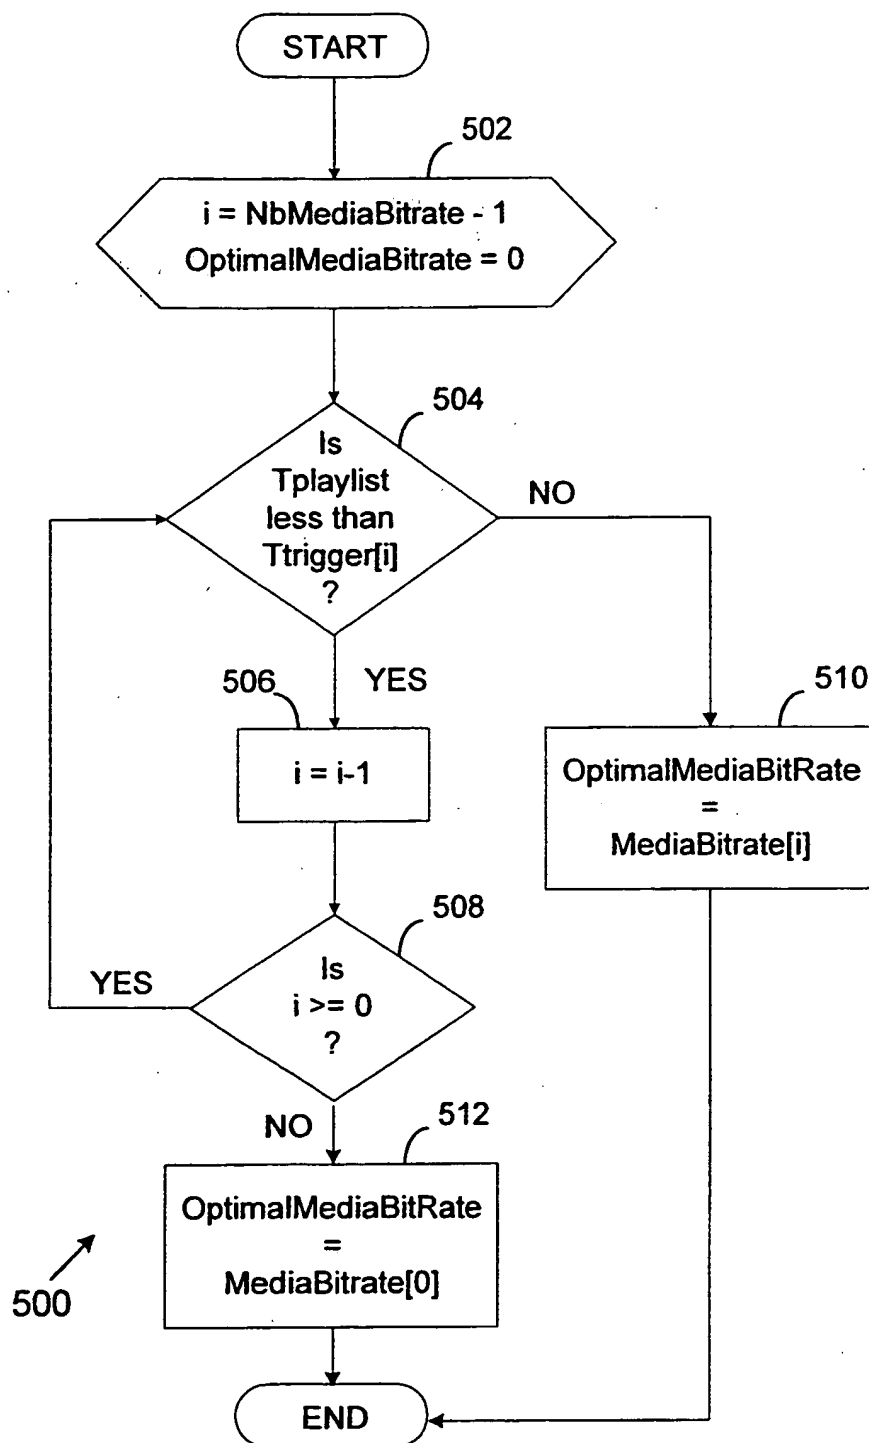 START
502
i = NbMediaBitrate - 1
OptimalMediaBitrate = 0
504
Is
Tplaylist
less than
Ttrigger[i]
?
NO
YES
506
i = i-1
510
OptimalMediaBitRate
=
MediaBitrate[i]
508
Is
i >= 0
?
YES
NO
512
OptimalMediaBitRate
=
MediaBitrate[0]
500
END